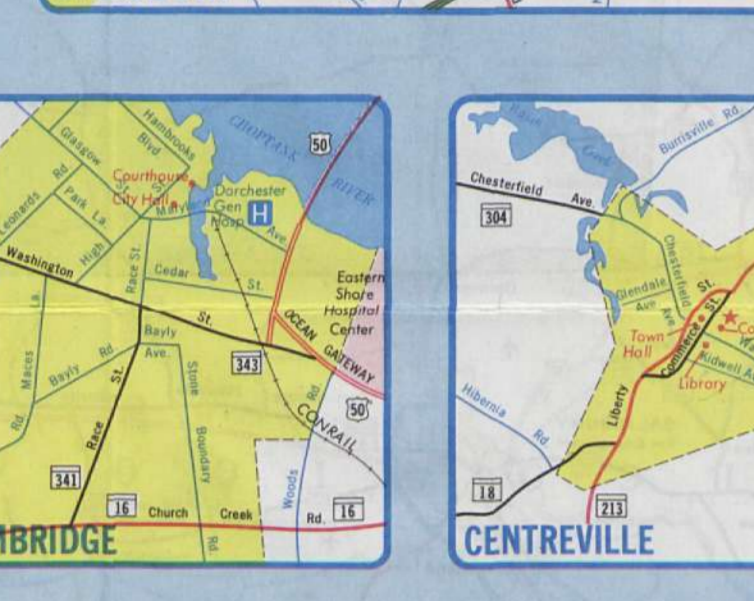 Hambrooks
Blvd
Glasgow
St.
CHOPTANK
RIVER
50
Courthouse
City Hall
Maryland
Ave.
Dorchester
Gen
Hosp
H
Leonards
Rd
Park La.
High
St.
Washington
St.
Race St.
Cedar
St.
Eastern
Shore
Hospital
Center
OCEAN
GATEWAY
343
50
CONRAIL
Maces
La.
Bayly
Rd.
Bayly
Ave.
Stone
Boundary
Rd.
Race
St.
Rd.
341
16
Church
Creek
Rd.
16
Woods
Rd
MBRIDGE
Creek
Burrisville Rd
Chesterfield
Ave.
304
Chesterfield
Ave
Glendale
Ave
St.
Town
Hall
Commerce
St.
Kidwell A
Library
Liberty
Hibernia
Rd
18
213
CENTREVILLE